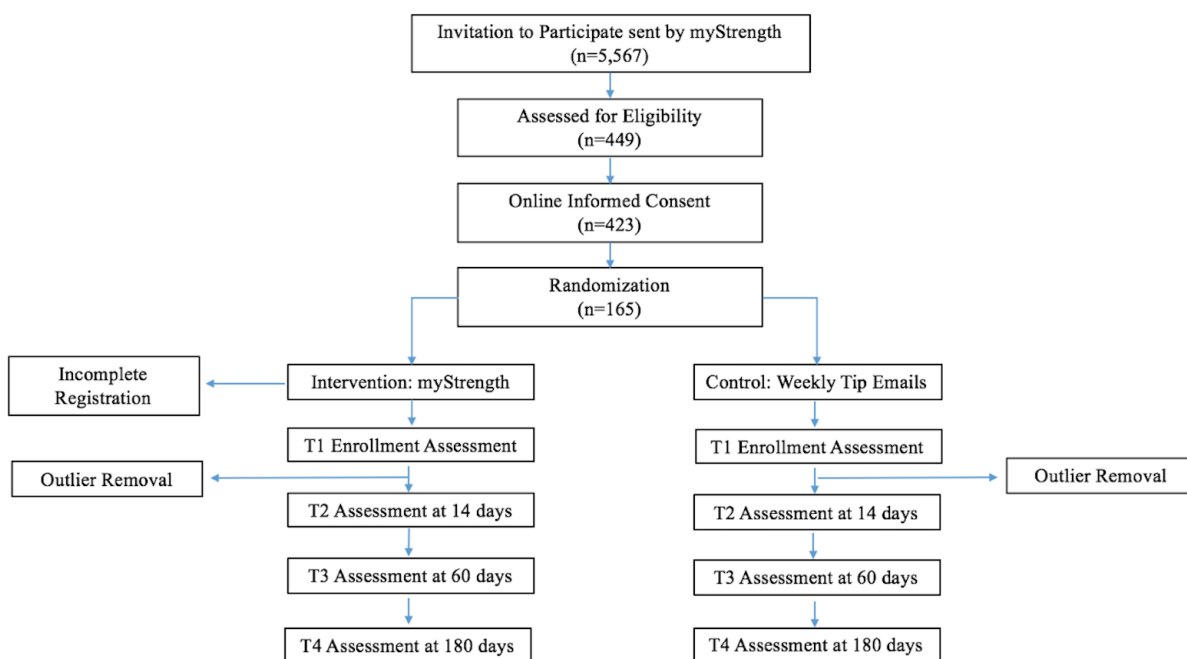 Invitation to Participate sent by myStrength
(n=5,567)
Assessed for Eligibility
(n=449)
Online Informed Consent
(n=423)
Randomization
(n=165)
Incomplete
Registration
Intervention: myStrength
Control: Weekly Tip Emails
T1 Enrollment Assessment
T1 Enrollment Assessment
Outlier Removal
Outlier Removal
T2 Assessment at 14 days
T2 Assessment at 14 days
T3 Assessment at 60 days
T3 Assessment at 60 days
T4 Assessment at 180 days
T4 Assessment at 180 days